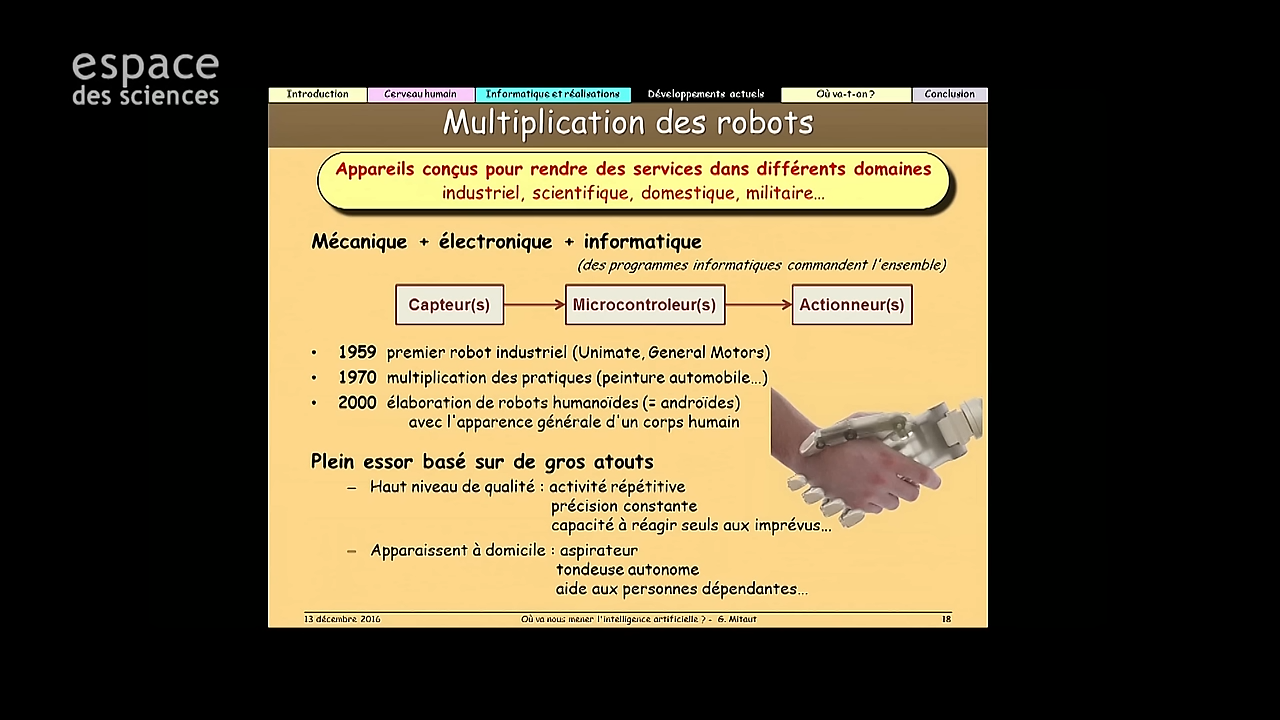 espace
des sciences
Introduction
Cerveau humain
Informatique et réalisations
Développements actuels
Où va-t-on ?
Conclusion
Multiplication des robots
Appareils conçus pour rendre des services dans différents domaines
industriel, scientifique, domestique, militaire…
Mécanique + électronique + informatique
(des programmes informatiques commandent l'ensemble)
Capteur(s)
Microcontroleur(s)
Actionneur(s)
• 1959 premier robot industriel (Unimate, General Motors)
• 1970 multiplication des pratiques (peinture automobile…)
• 2000 élaboration de robots humanoïdes (= androïdes)
avec l'apparence générale d'un corps humain
Plein essor basé sur de gros atouts
– Haut niveau de qualité : activité répétitive
précision constante
capacité à réagir seuls aux imprévus…
– Apparaissent à domicile : aspirateur
tondeuse autonome
aide aux personnes dépendantes…
13 décembre 2016
Où va nous mener l'intelligence artificielle ? - G. Mitaut
18